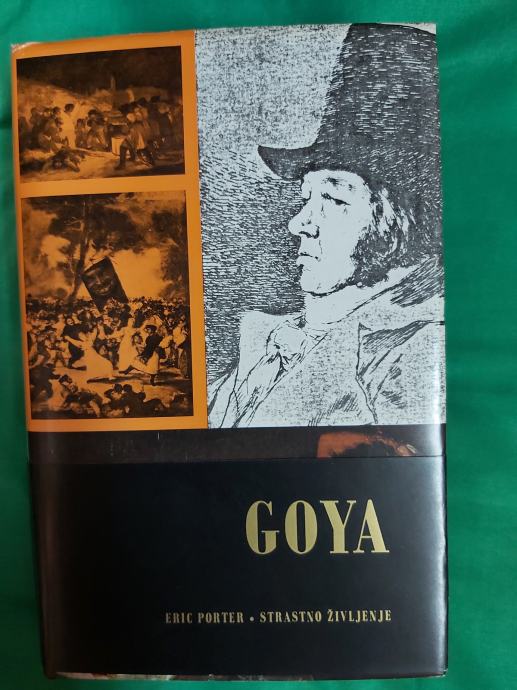 GOYA
ERIC PORTER • STRASTNO ŽIVLJENJE